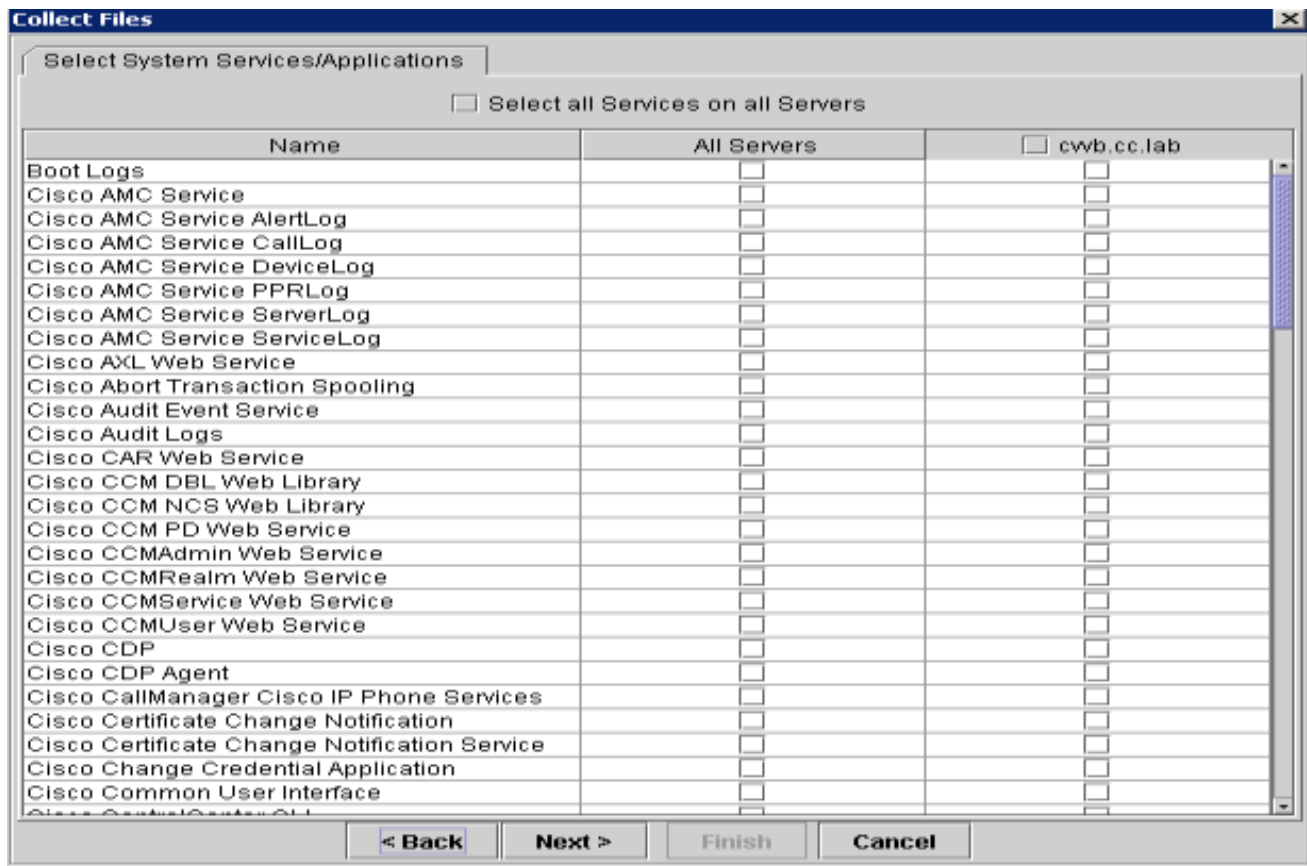 Collect Files
Select System Services/Applications
Select all Services on all Servers
Name All Servers cvvb.cc.lab
Boot Logs
Cisco AMC Service
Cisco AMC Service AlertLog
Cisco AMC Service CallLog
Cisco AMC Service DeviceLog
Cisco AMC Service PPRLog
Cisco AMC Service ServerLog
Cisco AMC Service ServiceLog
Cisco AXL Web Service
Cisco Abort Transaction Spooling
Cisco Audit Event Service
Cisco Audit Logs
Cisco CAR Web Service
Cisco CCM DBL Web Library
Cisco CCM NCS Web Library
Cisco CCM PD Web Service
Cisco CCMAdmin Web Service
Cisco CCMRealm Web Service
Cisco CCMService Web Service
Cisco CCMUser Web Service
Cisco CDP
Cisco CDP Agent
Cisco CallManager Cisco IP Phone Services
Cisco Certificate Change Notification
Cisco Certificate Change Notification Service
Cisco Change Credential Application
Cisco Common User Interface
< Back Next > Finish Cancel